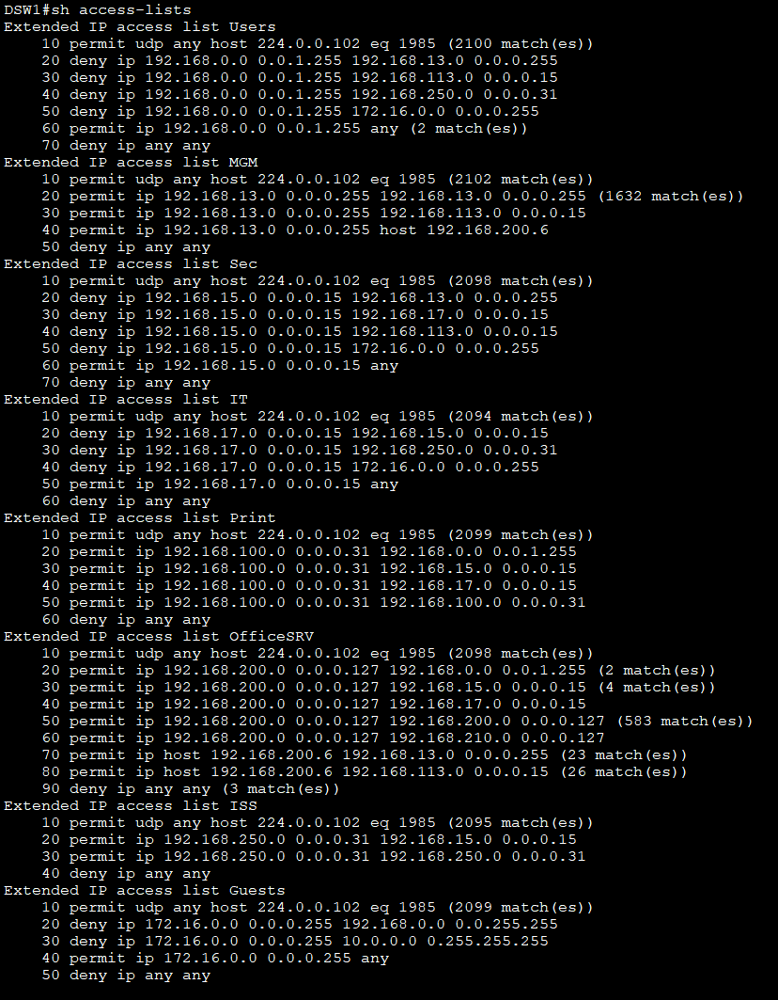 DSW1#sh access-lists
Extended IP access list Users
    10 permit udp any host 224.0.0.102 eq 1985 (2100 match(es))
    20 deny ip 192.168.0.0 0.0.1.255 192.168.13.0 0.0.0.255
    30 deny ip 192.168.0.0 0.0.1.255 192.168.113.0 0.0.0.15
    40 deny ip 192.168.0.0 0.0.1.255 192.168.250.0 0.0.0.31
    50 deny ip 192.168.0.0 0.0.1.255 172.16.0.0 0.0.0.255
    60 permit ip 192.168.0.0 0.0.1.255 any (2 match(es))
    70 deny ip any any
Extended IP access list MGM
    10 permit udp any host 224.0.0.102 eq 1985 (2102 match(es))
    20 permit ip 192.168.13.0 0.0.0.255 192.168.13.0 0.0.0.255 (1632 match(es))
    30 permit ip 192.168.13.0 0.0.0.255 192.168.113.0 0.0.0.15
    40 permit ip 192.168.13.0 0.0.0.255 host 192.168.200.6
    50 deny ip any any
Extended IP access list Sec
    10 permit udp any host 224.0.0.102 eq 1985 (2098 match(es))
    20 deny ip 192.168.15.0 0.0.0.15 192.168.13.0 0.0.0.255
    30 deny ip 192.168.15.0 0.0.0.15 192.168.17.0 0.0.0.15
    40 deny ip 192.168.15.0 0.0.0.15 192.168.113.0 0.0.0.15
    50 deny ip 192.168.15.0 0.0.0.15 172.16.0.0 0.0.0.255
    60 permit ip 192.168.15.0 0.0.0.15 any
    70 deny ip any any
Extended IP access list IT
    10 permit udp any host 224.0.0.102 eq 1985 (2094 match(es))
    20 deny ip 192.168.17.0 0.0.0.15 192.168.15.0 0.0.0.15
    30 deny ip 192.168.17.0 0.0.0.15 192.168.250.0 0.0.0.31
    40 deny ip 192.168.17.0 0.0.0.15 172.16.0.0 0.0.0.255
    50 permit ip 192.168.17.0 0.0.0.15 any
    60 deny ip any any
Extended IP access list Print
    10 permit udp any host 224.0.0.102 eq 1985 (2099 match(es))
    20 permit ip 192.168.100.0 0.0.0.31 192.168.0.0 0.0.1.255
    30 permit ip 192.168.100.0 0.0.0.31 192.168.15.0 0.0.0.15
    40 permit ip 192.168.100.0 0.0.0.31 192.168.17.0 0.0.0.15
    50 permit ip 192.168.100.0 0.0.0.31 192.168.100.0 0.0.0.31
    60 deny ip any any
Extended IP access list OfficeSRV
    10 permit udp any host 224.0.0.102 eq 1985 (2098 match(es))
    20 permit ip 192.168.200.0 0.0.0.127 192.168.0.0 0.0.1.255 (2 match(es))
    30 permit ip 192.168.200.0 0.0.0.127 192.168.15.0 0.0.0.15 (4 match(es))
    40 permit ip 192.168.200.0 0.0.0.127 192.168.17.0 0.0.0.15
    50 permit ip 192.168.200.0 0.0.0.127 192.168.200.0 0.0.0.127 (583 match(es))
    60 permit ip 192.168.200.0 0.0.0.127 192.168.210.0 0.0.0.127
    70 permit ip host 192.168.200.6 192.168.13.0 0.0.0.255 (23 match(es))
    80 permit ip host 192.168.200.6 192.168.113.0 0.0.0.15 (26 match(es))
    90 deny ip any any (3 match(es))
Extended IP access list ISS
    10 permit udp any host 224.0.0.102 eq 1985 (2095 match(es))
    20 permit ip 192.168.250.0 0.0.0.31 192.168.15.0 0.0.0.15
    30 permit ip 192.168.250.0 0.0.0.31 192.168.250.0 0.0.0.31
    40 deny ip any any
Extended IP access list Guests
    10 permit udp any host 224.0.0.102 eq 1985 (2099 match(es))
    20 deny ip 172.16.0.0 0.0.0.255 192.168.0.0 0.0.255.255
    30 deny ip 172.16.0.0 0.0.0.255 10.0.0.0 0.255.255.255
    40 permit ip 172.16.0.0 0.0.0.255 any
    50 deny ip any any